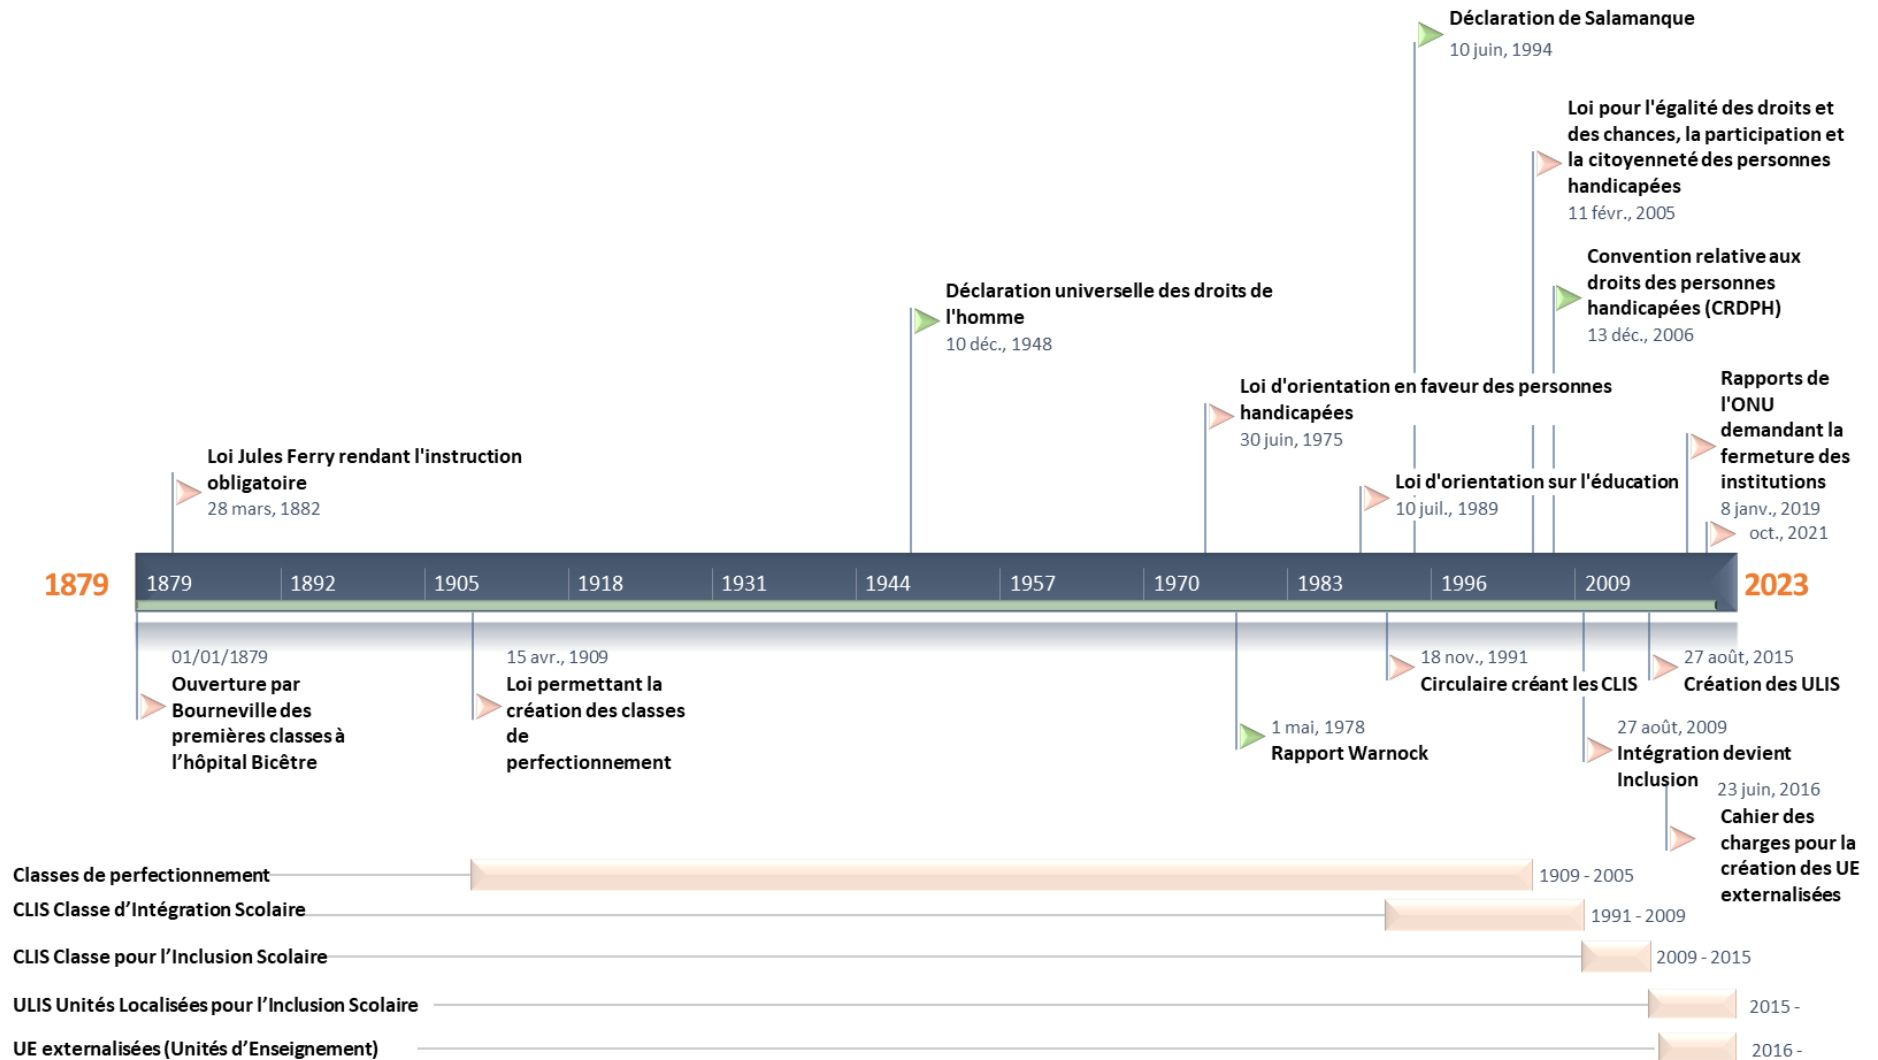 Déclaration de Salamanque
10 juin, 1994
Loi pour l'égalité des droits et
des chances, la participation et
la citoyenneté des personnes
handicapées
11 févr., 2005
Convention relative aux
droits des personnes
handicapées (CRDPH)
13 déc., 2006
Déclaration universelle des droits de
l'homme
10 déc., 1948
Loi d'orientation en faveur des personnes
handicapées
30 juin, 1975
Rapports de
l'ONU
demandant la
fermeture des
institutions
8 janv., 2019
oct., 2021
Loi Jules Ferry rendant l'instruction
obligatoire
28 mars, 1882
Loi d'orientation sur l'éducation
10 juil., 1989
1879
1879
1892
1905
1918
1931
1944
1957
1970
1983
1996
2009
2023
01/01/1879
Ouverture par
Bourneville des
premières classes à
l’hôpital Bicêtre
15 avr., 1909
Loi permettant la
création des classes
de
perfectionnement
1 mai, 1978
Rapport Warnock
18 nov., 1991
Circulaire créant les CLIS
27 août, 2015
Création des ULIS
27 août, 2009
Intégration devient
Inclusion
23 juin, 2016
Cahier des
charges pour la
création des UE
externalisées
Classes de perfectionnement
1909 - 2005
CLIS Classe d’Intégration Scolaire
1991 - 2009
CLIS Classe pour l’Inclusion Scolaire
2009 - 2015
ULIS Unités Localisées pour l’Inclusion Scolaire
2015 -
UE externalisées (Unités d’Enseignement)
2016 -